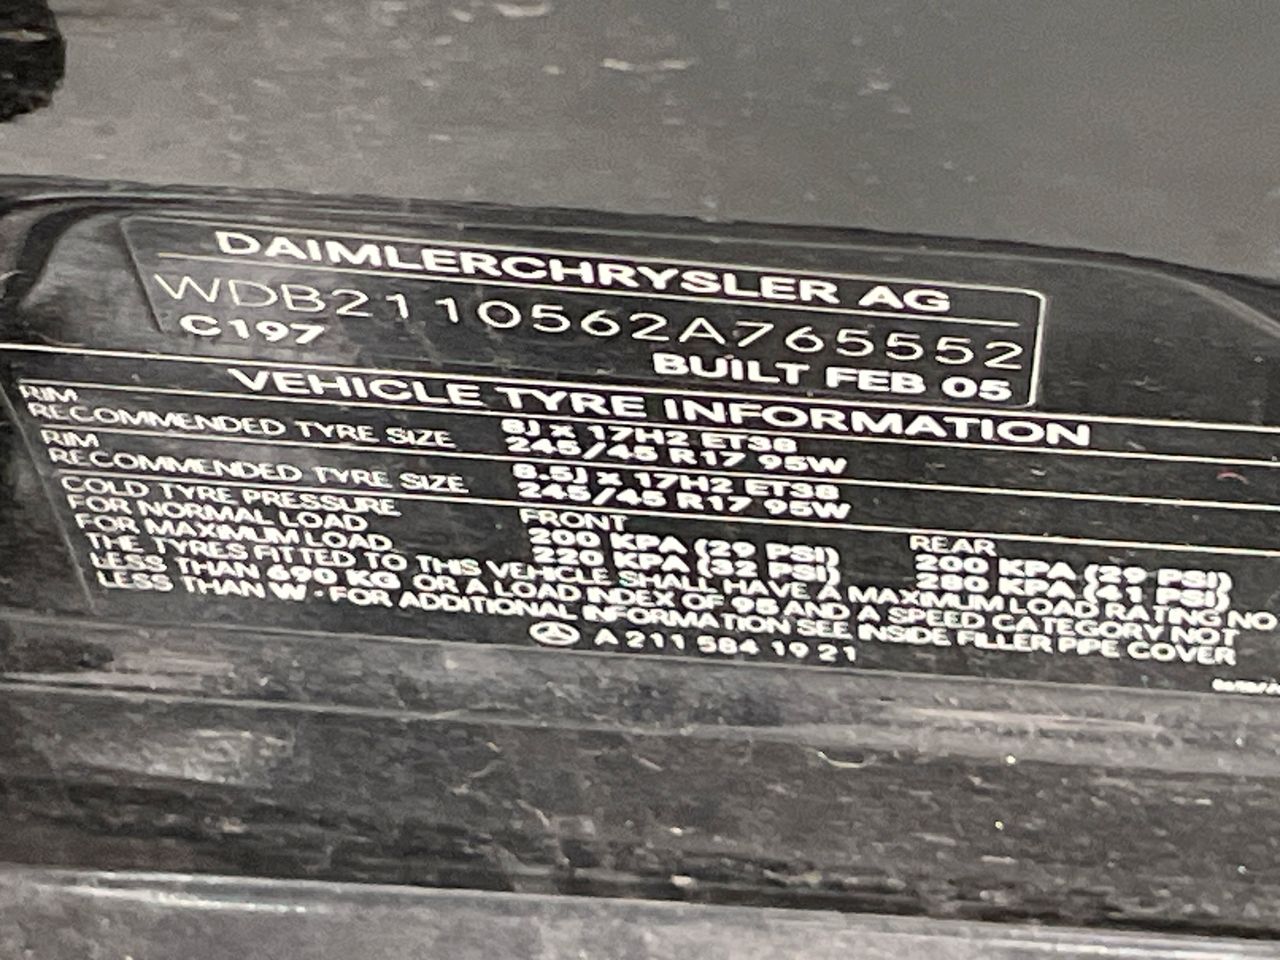 DAIMLERCHRYSLER AG
WDB2110562A765552
C197
BUILT FEB 05
VEHICLE TYRE INFORMATION
RIM 8J x 17H2 ET38
RECOMMENDED TYRE SIZE 245/45 R17 95W
RIM 8.5J x 17H2 ET38
RECOMMENDED TYRE SIZE 245/45 R17 95W
COLD TYRE PRESSURE FRONT REAR
FOR NORMAL LOAD 200 KPA (29 PSI) 200 KPA (29 PSI)
FOR MAXIMUM LOAD 220 KPA (32 PSI) 280 KPA (41 PSI)
THE TYRES FITTED TO THIS VEHICLE SHALL HAVE A MAXIMUM LOAD RATING NO
LESS THAN 690 KG OR A LOAD INDEX OF 95 AND A SPEED CATEGORY NOT
LESS THAN W · FOR ADDITIONAL INFORMATION SEE INSIDE FILLER PIPE COVER
A 211 584 19 21